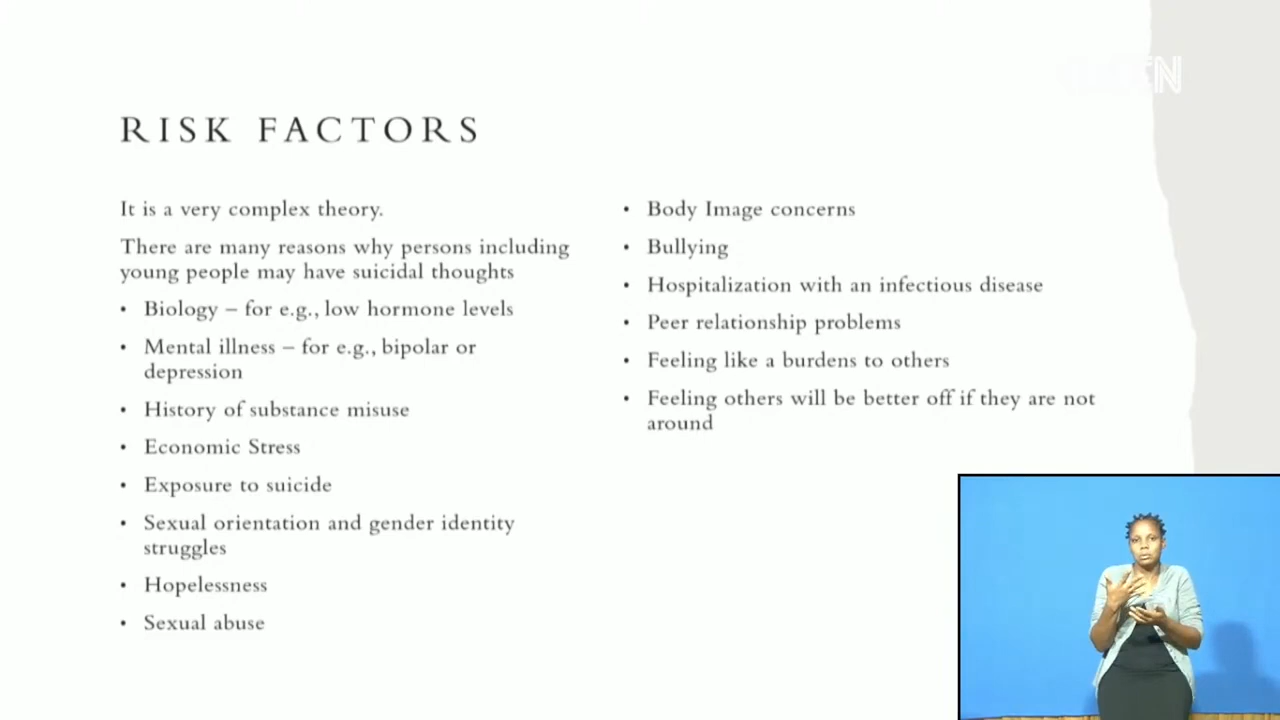 RISK FACTORS
It is a very complex theory.
There are many reasons why persons including
young people may have suicidal thoughts
• Biology – for e.g., low hormone levels
• Mental illness – for e.g., bipolar or
depression
• History of substance misuse
• Economic Stress
• Exposure to suicide
• Sexual orientation and gender identity
struggles
• Hopelessness
• Sexual abuse
• Body Image concerns
• Bullying
• Hospitalization with an infectious disease
• Peer relationship problems
• Feeling like a burdens to others
• Feeling others will be better off if they are not
around